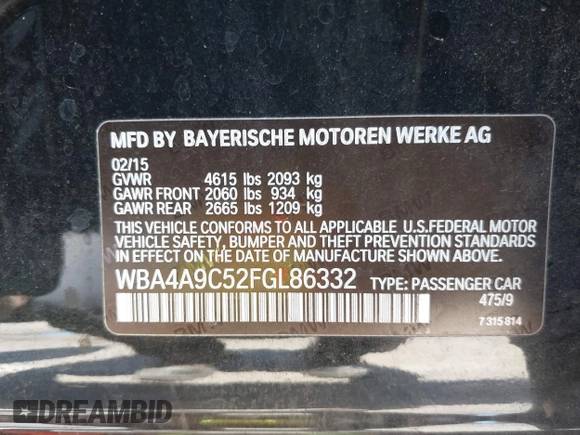 MFD BY BAYERISCHE MOTOREN WERKE AG
02/15
GVWR 4615 lbs 2093 kg
GAWR FRONT 2060 lbs 934 kg
GAWR REAR 2665 lbs 1209 kg
THIS VEHICLE CONFORMS TO ALL APPLICABLE U.S.FEDERAL MOTOR
VEHICLE SAFETY, BUMPER AND THEFT PREVENTION STANDARDS
IN EFFECT ON THE DATE OF MANUFACTURE SHOWN ABOVE.
WBA4A9C52FGL86332 TYPE: PASSENGER CAR
475/9
7 315 814
DREAMBID